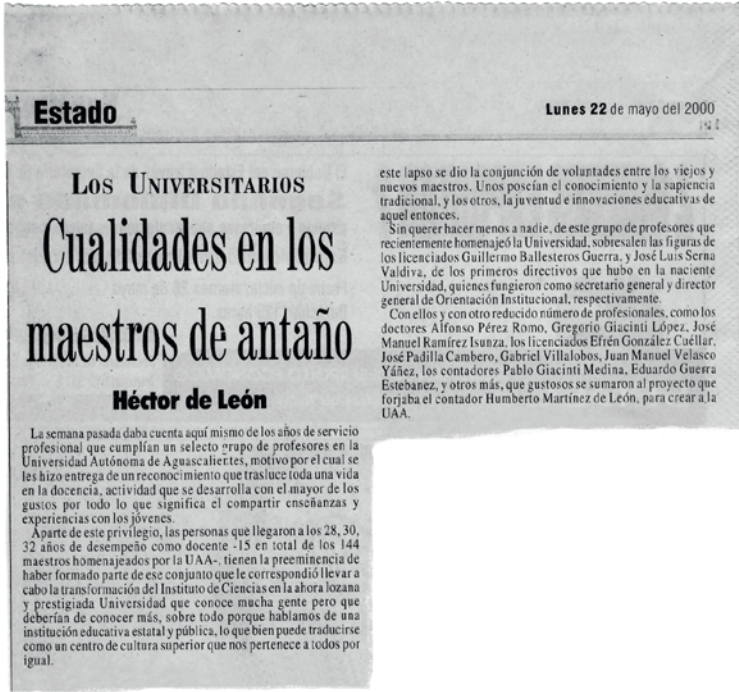 Estado
Lunes 22 de mayo del 2000
LOS UNIVERSITARIOS
Cualidades en los
maestros de antaño
Héctor de León
La semana pasada daba cuenta aquí mismo de los años de servicio
profesional que cumplían un selecto grupo de profesores en la
Universidad Autónoma de Aguascalientes, motivo por el cual se
les hizo entrega de un reconocimiento que trasluce toda una vida
en la docencia, actividad que se desarrolla con el mayor de los
gustos por todo lo que significa el compartir enseñanzas y
experiencias con los jóvenes.
Aparte de este privilegio, las personas que llegaron a los 28, 30,
32 años de desempeño como docente -15 en total de los 144
maestros homenajeados por la UAA-, tienen la preeminencia de
haber formado parte de ese conjunto que le correspondió llevar a
cabo la transformación del Instituto de Ciencias en la ahora lozana
y prestigiada Universidad que conoce mucha gente pero que
deberían de conocer más, sobre todo porque hablamos de una
institución educativa estatal y pública, lo que bien puede traducirse
como un centro de cultura superior que nos pertenece a todos por
igual.
este lapso se dio la conjunción de voluntades entre los viejos y
nuevos maestros. Unos poseían el conocimiento y la sapiencia
tradicional, y los otros, la juventud e innovaciones educativas de
aquel entonces.
Sin querer hacer menos a nadie, de este grupo de profesores que
recientemente homenajeó la Universidad, sobresalen las figuras de
los licenciados Guillermo Ballesteros Guerra, y José Luis Serna
Valdivia, de los primeros directivos que hubo en la naciente
Universidad, quienes fungieron como secretario general y director
general de Orientación Institucional, respectivamente.
Con ellos y con otro reducido número de profesionales, como los
doctores Alfonso Pérez Romo, Gregorio Giacinti López, José
Manuel Ramírez Isunza, los licenciados Efrén González Cuéllar,
José Padilla Cambero, Gabriel Villalobos, Juan Manuel Velasco
Yáñez, los contadores Pablo Giacinti Medina, Eduardo Guerra
Estebanez, y otros más, que gustosos se sumaron al proyecto que
forjaba el contador Humberto Martínez de León, para crear a la
UAA.